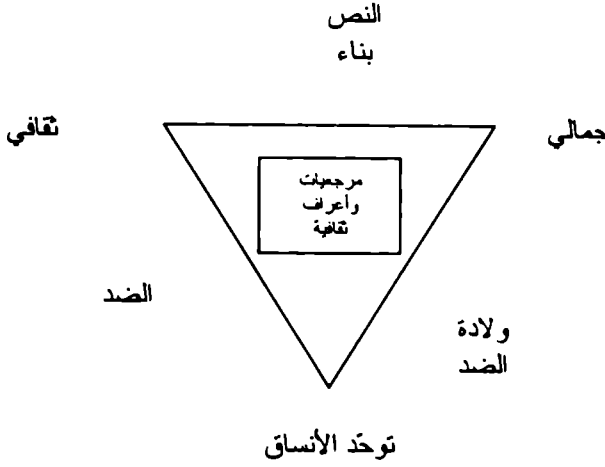 النص
بناء
جمالي
ثقافي
مرجعيات
وأعراف
ثقافية
الضد
ولادة
الضد
توحّد الأنساق